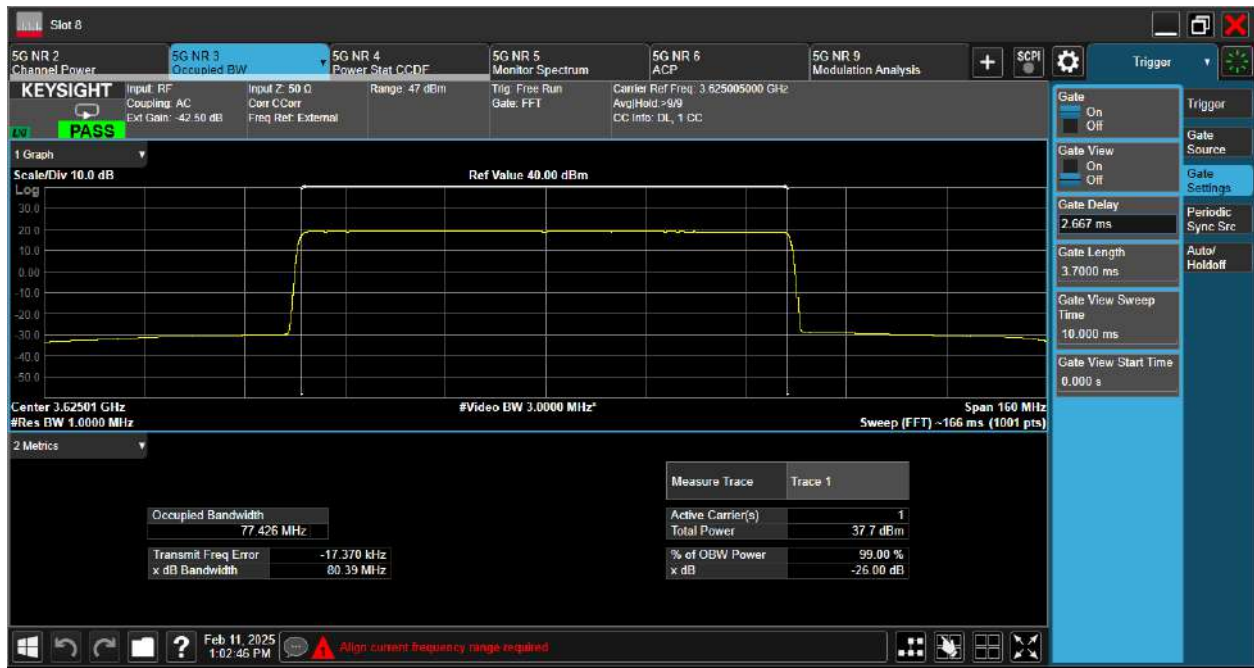 Slot 8
5G NR 2
Channel Power
5G NR 3
Occupied BW
5G NR 4
Power Stat CCDF
5G NR 5
Monitor Spectrum
5G NR 6
ACP
5G NR 9
Modulation Analysis
SCPI
Trigger
KEYSIGHT
LXI
PASS
Input: RF
Coupling: AC
Ext Gain: -42.50 dB
Input Z: 50 Ω
Corr CCorr
Freq Ref: External
Range: 47 dBm
Trig: Free Run
Gate: FFT
Carrier Ref Freq: 3.625005000 GHz
Avg|Hold:>9/9
CC Info: DL, 1 CC
1 Graph
Scale/Div 10.0 dB
Ref Value 40.00 dBm
Log
30.0
20.0
10.0
0.00
-10.0
-20.0
-30.0
-40.0
-50.0
Center 3.62501 GHz
#Video BW 3.0000 MHz*
Span 160 MHz
#Res BW 1.0000 MHz
Sweep (FFT) ~166 ms (1001 pts)
2 Metrics
Measure Trace Trace 1
Occupied Bandwidth
77.426 MHz
Active Carrier(s) 1
Total Power 37.7 dBm
Transmit Freq Error -17.370 kHz
x dB Bandwidth 80.39 MHz
% of OBW Power 99.00 %
x dB -26.00 dB
Gate
On
Off
Gate View
On
Off
Gate Delay
2.667 ms
Gate Length
3.7000 ms
Gate View Sweep
Time
10.000 ms
Gate View Start Time
0.000 s
Trigger
Gate
Source
Gate
Settings
Periodic
Sync Src
Auto/
Holdoff
?
Feb 11, 2025
1:02:46 PM
Align current frequency range required